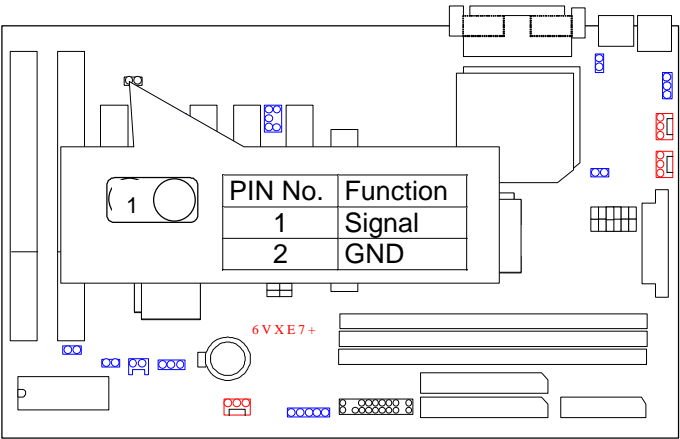 PIN No. Function
1
1 Signal
2 GND
6VXE7+